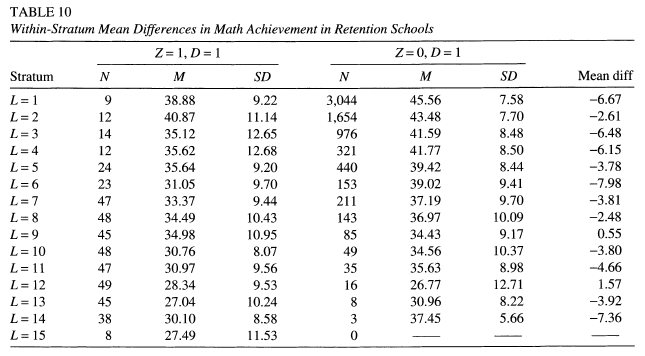 TABLE 10
Within-Stratum Mean Differences in Math Achievement in Retention Schools
Z = 1, D = 1 Z = 0, D = 1
Stratum N M SD N M SD Mean diff
L = 1 9 38.88 9.22 3,044 45.56 7.58 −6.67
L = 2 12 40.87 11.14 1,654 43.48 7.70 −2.61
L = 3 14 35.12 12.65 976 41.59 8.48 −6.48
L = 4 12 35.62 12.68 321 41.77 8.50 −6.15
L = 5 24 35.64 9.20 440 39.42 8.44 −3.78
L = 6 23 31.05 9.70 153 39.02 9.41 −7.98
L = 7 47 33.37 9.44 211 37.19 9.70 −3.81
L = 8 48 34.49 10.43 143 36.97 10.09 −2.48
L = 9 45 34.98 10.95 85 34.43 9.17 0.55
L = 10 48 30.76 8.07 49 34.56 10.37 −3.80
L = 11 47 30.97 9.56 35 35.63 8.98 −4.66
L = 12 49 28.34 9.53 16 26.77 12.71 1.57
L = 13 45 27.04 10.24 8 30.96 8.22 −3.92
L = 14 38 30.10 8.58 3 37.45 5.66 −7.36
L = 15 8 27.49 11.53 0 —— —— ——